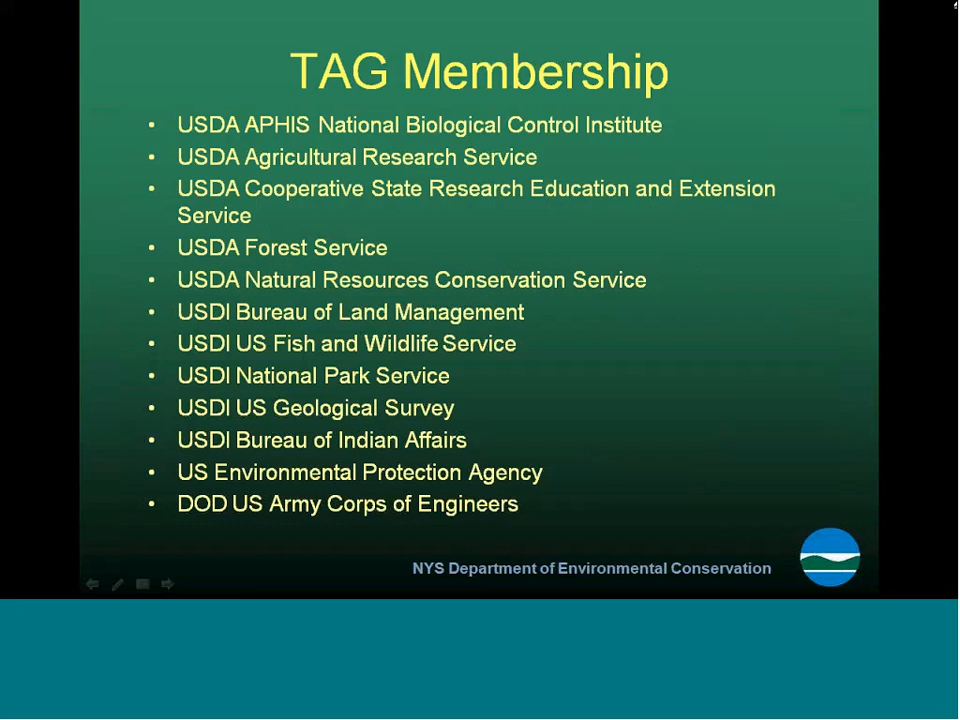 TAG Membership
• USDA APHIS National Biological Control Institute
• USDA Agricultural Research Service
• USDA Cooperative State Research Education and Extension
Service
• USDA Forest Service
• USDA Natural Resources Conservation Service
• USDI Bureau of Land Management
• USDI US Fish and Wildlife Service
• USDI National Park Service
• USDI US Geological Survey
• USDI Bureau of Indian Affairs
• US Environmental Protection Agency
• DOD US Army Corps of Engineers
NYS Department of Environmental Conservation